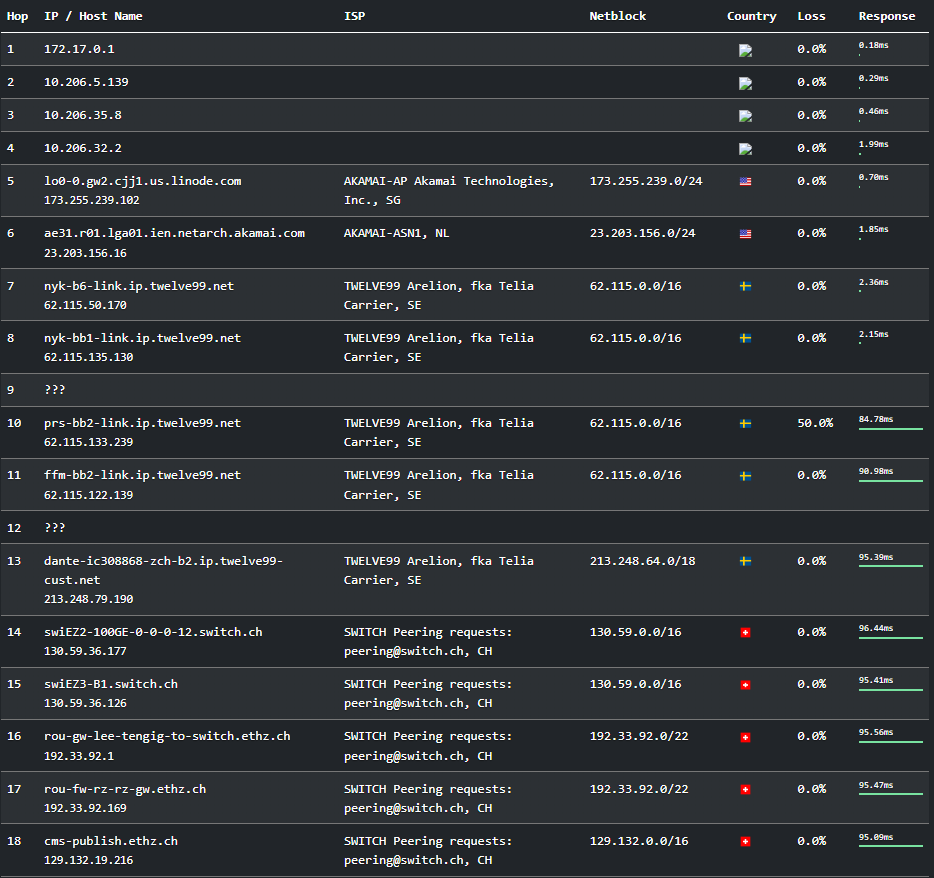 Hop IP / Host Name ISP Netblock Country Loss Response
1 172.17.0.1 0.0% 0.18ms
2 10.206.5.139 0.0% 0.29ms
3 10.206.35.8 0.0% 0.46ms
4 10.206.32.2 0.0% 1.99ms
5 lo0-0.gw2.cjj1.us.linode.com AKAMAI-AP Akamai Technologies, 173.255.239.0/24 0.0% 0.70ms
173.255.239.102 Inc., SG
6 ae31.r01.lga01.ien.netarch.akamai.com AKAMAI-ASN1, NL 23.203.156.0/24 0.0% 1.85ms
23.203.156.16
7 nyk-b6-link.ip.twelve99.net TWELVE99 Arelion, fka Telia 62.115.0.0/16 0.0% 2.36ms
62.115.50.170 Carrier, SE
8 nyk-bb1-link.ip.twelve99.net TWELVE99 Arelion, fka Telia 62.115.0.0/16 0.0% 2.15ms
62.115.135.130 Carrier, SE
9 ???
10 prs-bb2-link.ip.twelve99.net TWELVE99 Arelion, fka Telia 62.115.0.0/16 50.0% 84.78ms
62.115.133.239 Carrier, SE
11 ffm-bb2-link.ip.twelve99.net TWELVE99 Arelion, fka Telia 62.115.0.0/16 0.0% 90.98ms
62.115.122.139 Carrier, SE
12 ???
13 dante-ic308868-zch-b2.ip.twelve99- TWELVE99 Arelion, fka Telia 213.248.64.0/18 0.0% 95.39ms
cust.net Carrier, SE
213.248.79.190
14 swiEZ2-100GE-0-0-0-12.switch.ch SWITCH Peering requests: 130.59.0.0/16 0.0% 96.44ms
130.59.36.177 peering@switch.ch, CH
15 swiEZ3-B1.switch.ch SWITCH Peering requests: 130.59.0.0/16 0.0% 95.41ms
130.59.36.126 peering@switch.ch, CH
16 rou-gw-lee-tengig-to-switch.ethz.ch SWITCH Peering requests: 192.33.92.0/22 0.0% 95.56ms
192.33.92.1 peering@switch.ch, CH
17 rou-fw-rz-rz-gw.ethz.ch SWITCH Peering requests: 192.33.92.0/22 0.0% 95.47ms
192.33.92.169 peering@switch.ch, CH
18 cms-publish.ethz.ch SWITCH Peering requests: 129.132.0.0/16 0.0% 95.09ms
129.132.19.216 peering@switch.ch, CH